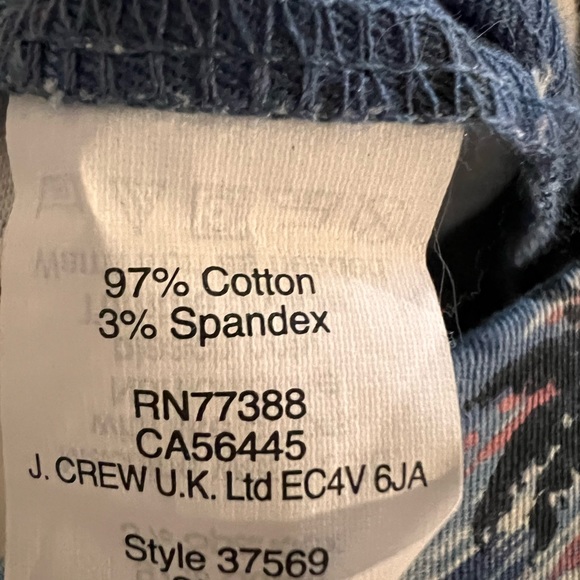 97% Cotton
3% Spandex
RN77388
CA56445
J. CREW U.K. Ltd EC4V 6JA
Style 37569